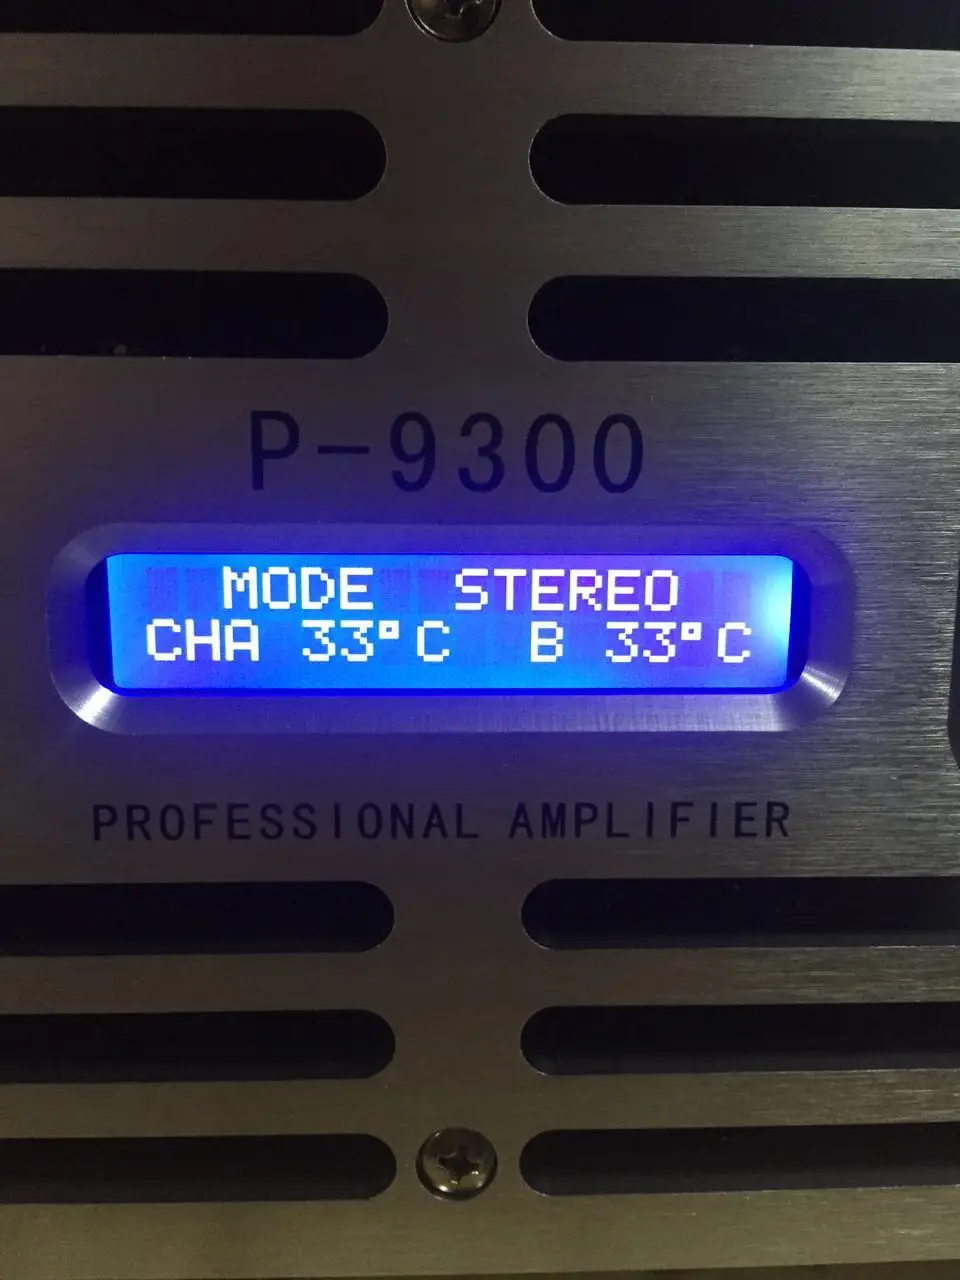 P-9300
MODE STEREO
CHA 33°C B 33°C
PROFESSIONAL AMPLIFIER